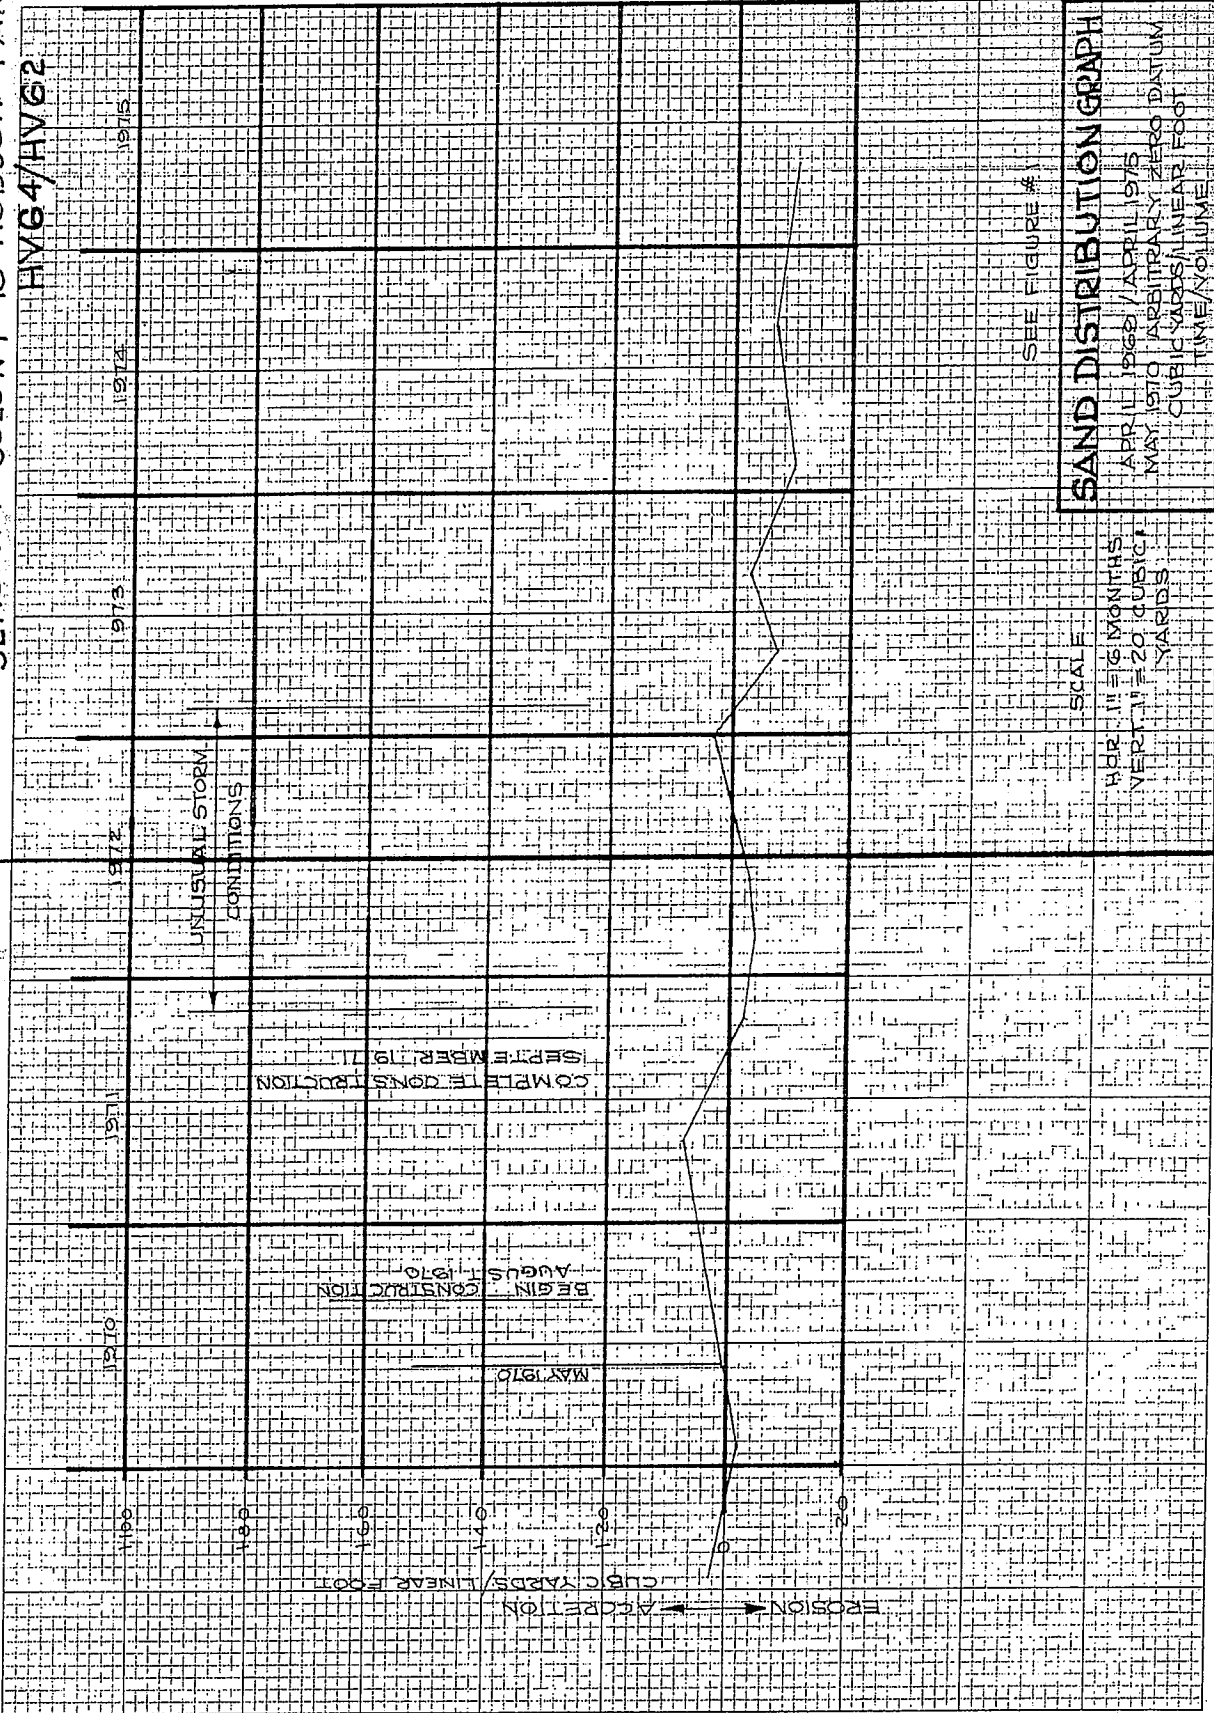 HV64/HV62
1970
1971
1972
1973
1974
1975
UNUSUAL STORM
CONDITIONS
COMPLETE CONSTRUCTION
SEPTEMBER 1971
BEGIN CONSTRUCTION
AUGUST 1970
MAY 1970
100
80
60
40
20
0
20
CUBIC YARDS/LINEAR FOOT
EROSION ACCRETION
SEE FIGURE #1
SCALE
HOR. 1"=6 MONTHS
VERT. 1"=20 CUBIC
YARDS
SAND DISTRIBUTION GRAPH
APRIL 1969 / APRIL 1975
MAY 1970 ARBITRARY ZERO DATUM
CUBIC YARDS/LINEAR FOOT
TIME/VOLUME